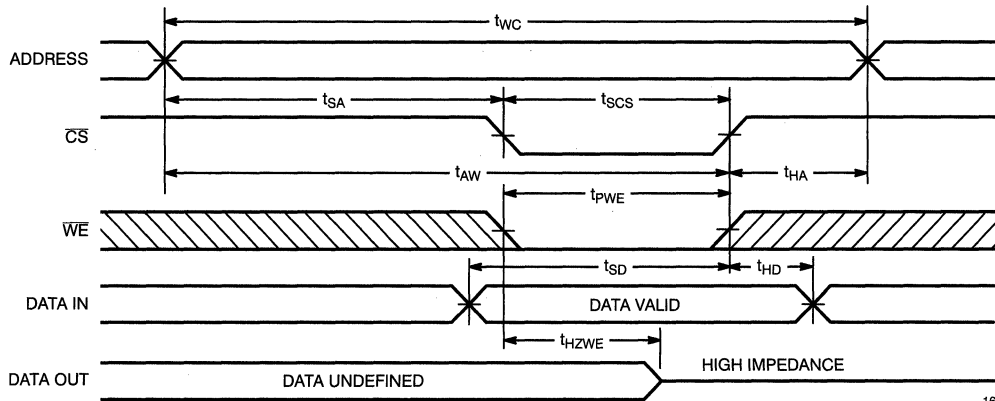 tWC
ADDRESS
tSA
tSCS
CS
tAW
tHA
tPWE
WE
tSD
tHD
DATA IN
DATA VALID
tHZWE
HIGH IMPEDANCE
DATA OUT
DATA UNDEFINED